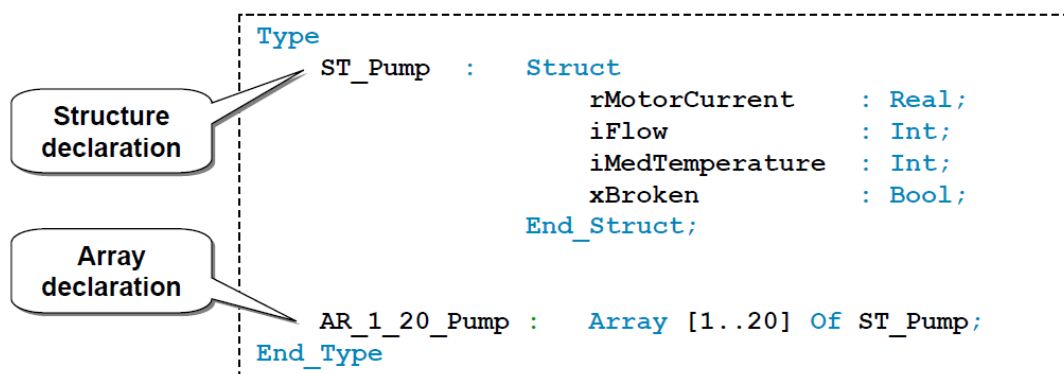 Type
ST_Pump : Struct
rMotorCurrent : Real;
iFlow : Int;
iMedTemperature : Int;
xBroken : Bool;
End_Struct;
AR_1_20_Pump : Array [1..20] Of ST_Pump;
End_Type
Structure
declaration
Array
declaration